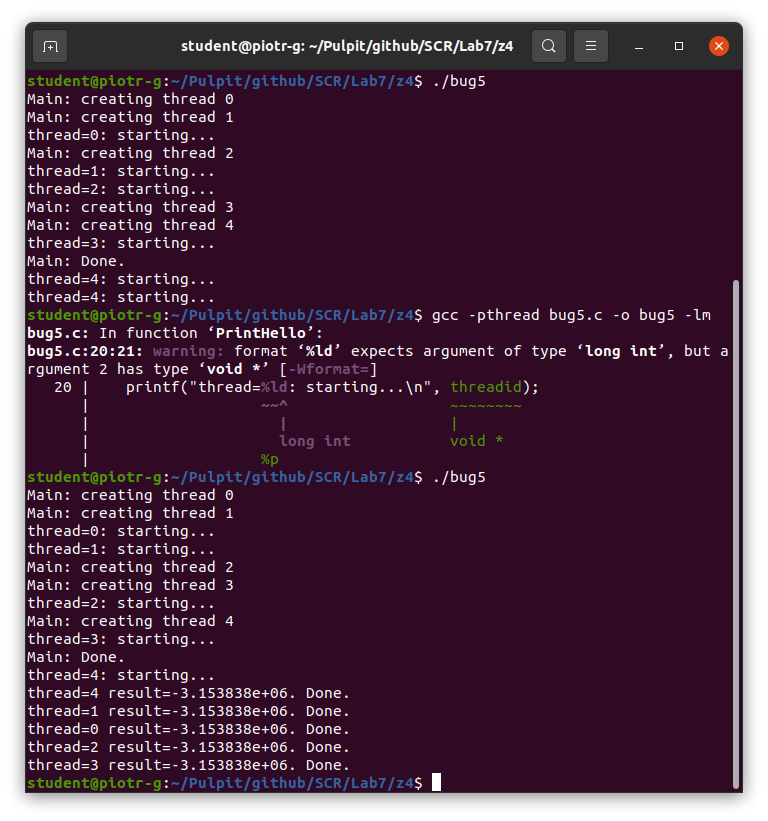 student@piotr-g: ~/Pulpit/github/SCR/Lab7/z4
student@piotr-g:~/Pulpit/github/SCR/Lab7/z4$ ./bug5
Main: creating thread 0
Main: creating thread 1
thread=0: starting...
Main: creating thread 2
thread=1: starting...
thread=2: starting...
Main: creating thread 3
Main: creating thread 4
thread=3: starting...
Main: Done.
thread=4: starting...
thread=4: starting...
student@piotr-g:~/Pulpit/github/SCR/Lab7/z4$ gcc -pthread bug5.c -o bug5 -lm
bug5.c: In function ‘PrintHello’:
bug5.c:20:21: warning: format ‘%ld’ expects argument of type ‘long int’, but a
rgument 2 has type ‘void *’ [-Wformat=]
   20 |    printf("thread=%ld: starting...\n", threadid);
      |                   ~~^                  ~~~~~~~~
      |                     |                  |
      |                     long int           void *
      |                   %p
student@piotr-g:~/Pulpit/github/SCR/Lab7/z4$ ./bug5
Main: creating thread 0
Main: creating thread 1
thread=0: starting...
thread=1: starting...
Main: creating thread 2
Main: creating thread 3
thread=2: starting...
Main: creating thread 4
thread=3: starting...
Main: Done.
thread=4: starting...
thread=4 result=-3.153838e+06. Done.
thread=1 result=-3.153838e+06. Done.
thread=0 result=-3.153838e+06. Done.
thread=2 result=-3.153838e+06. Done.
thread=3 result=-3.153838e+06. Done.
student@piotr-g:~/Pulpit/github/SCR/Lab7/z4$